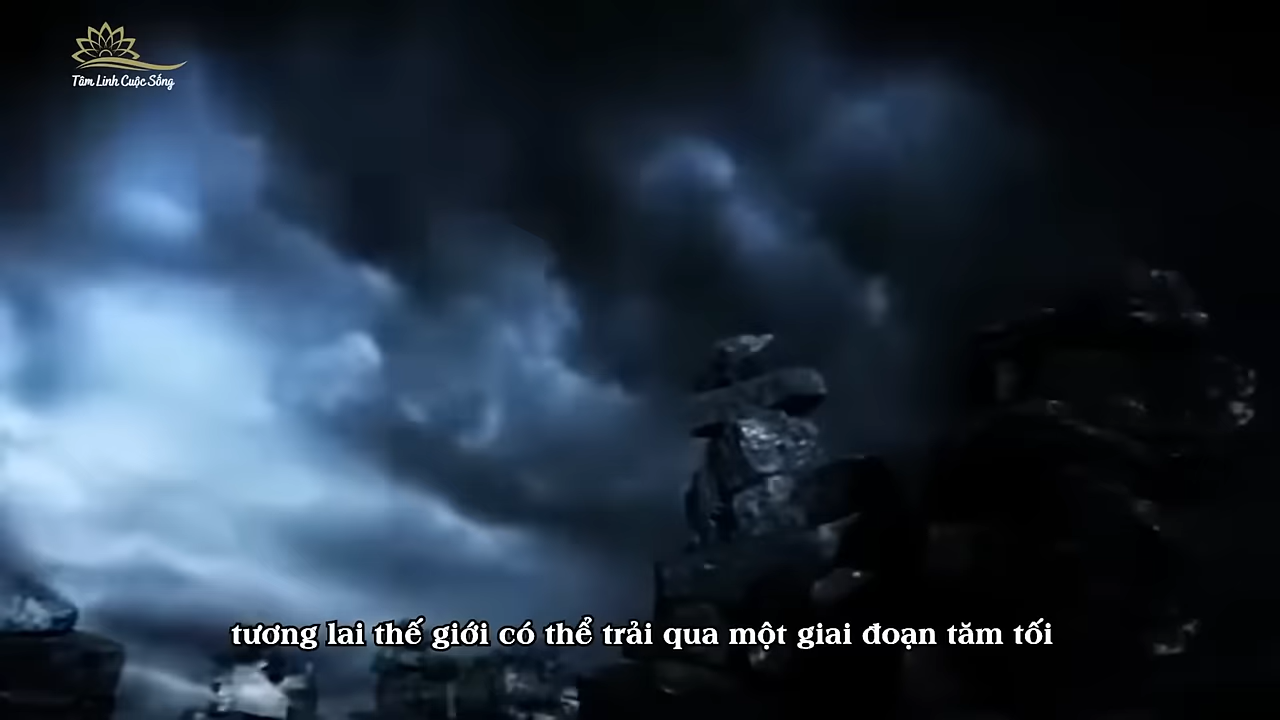 Tâm Linh Cuộc Sống
tương lai thế giới có thể trải qua một giai đoạn tăm tối